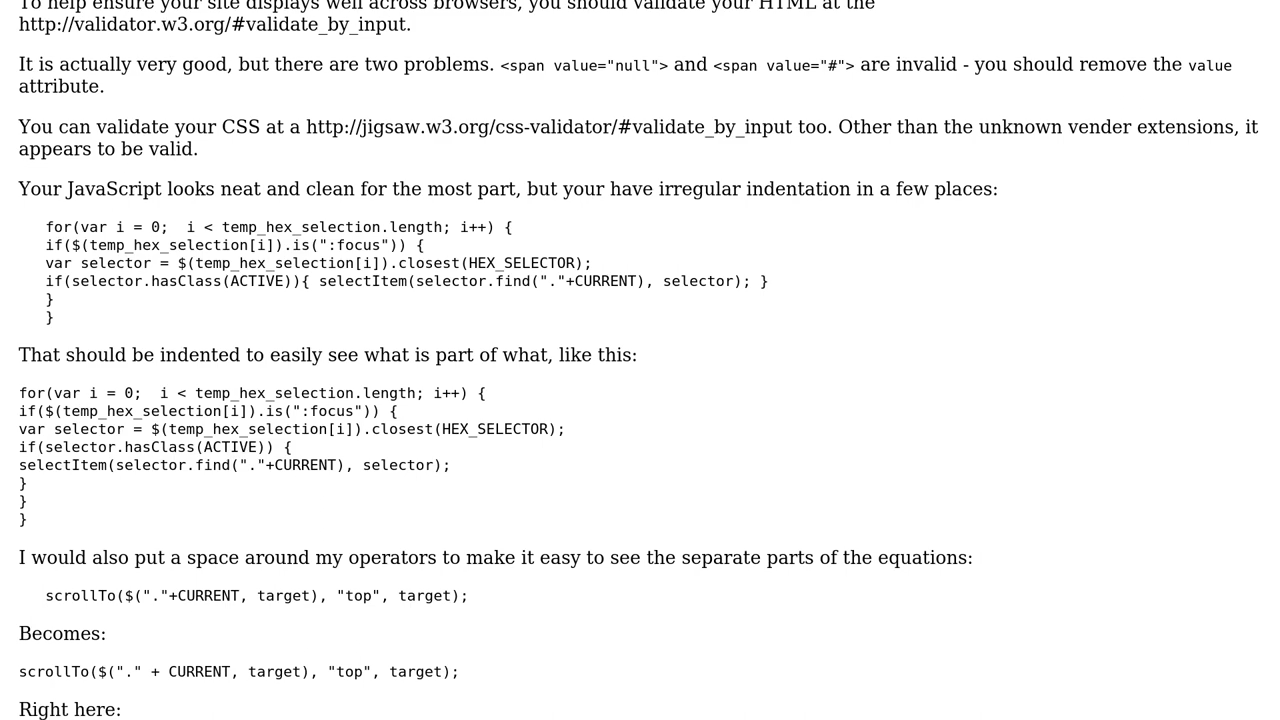 To help ensure your site displays well across browsers, you should validate your HTML at the
http://validator.w3.org/#validate_by_input.
It is actually very good, but there are two problems. <span value="null"> and <span value="#"> are invalid - you should remove the value
attribute.
You can validate your CSS at a http://jigsaw.w3.org/css-validator/#validate_by_input too. Other than the unknown vender extensions, it
appears to be valid.
Your JavaScript looks neat and clean for the most part, but your have irregular indentation in a few places:
for(var i = 0;  i < temp_hex_selection.length; i++) {
if($(temp_hex_selection[i]).is(":focus")) {
var selector = $(temp_hex_selection[i]).closest(HEX_SELECTOR);
if(selector.hasClass(ACTIVE)){ selectItem(selector.find("."+CURRENT), selector); }
}
}
That should be indented to easily see what is part of what, like this:
for(var i = 0;  i < temp_hex_selection.length; i++) {
if($(temp_hex_selection[i]).is(":focus")) {
var selector = $(temp_hex_selection[i]).closest(HEX_SELECTOR);
if(selector.hasClass(ACTIVE)) {
selectItem(selector.find("."+CURRENT), selector);
}
}
}
I would also put a space around my operators to make it easy to see the separate parts of the equations:
scrollTo($("."+CURRENT, target), "top", target);
Becomes:
scrollTo($("." + CURRENT, target), "top", target);
Right here: